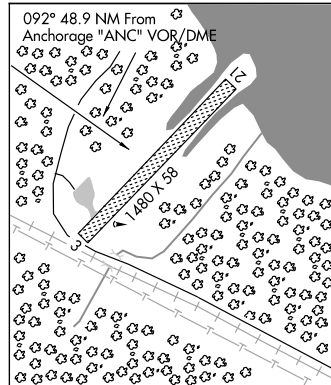 092° 48.9 NM From
Anchorage "ANC" VOR/DME
21
1480 X 58
3